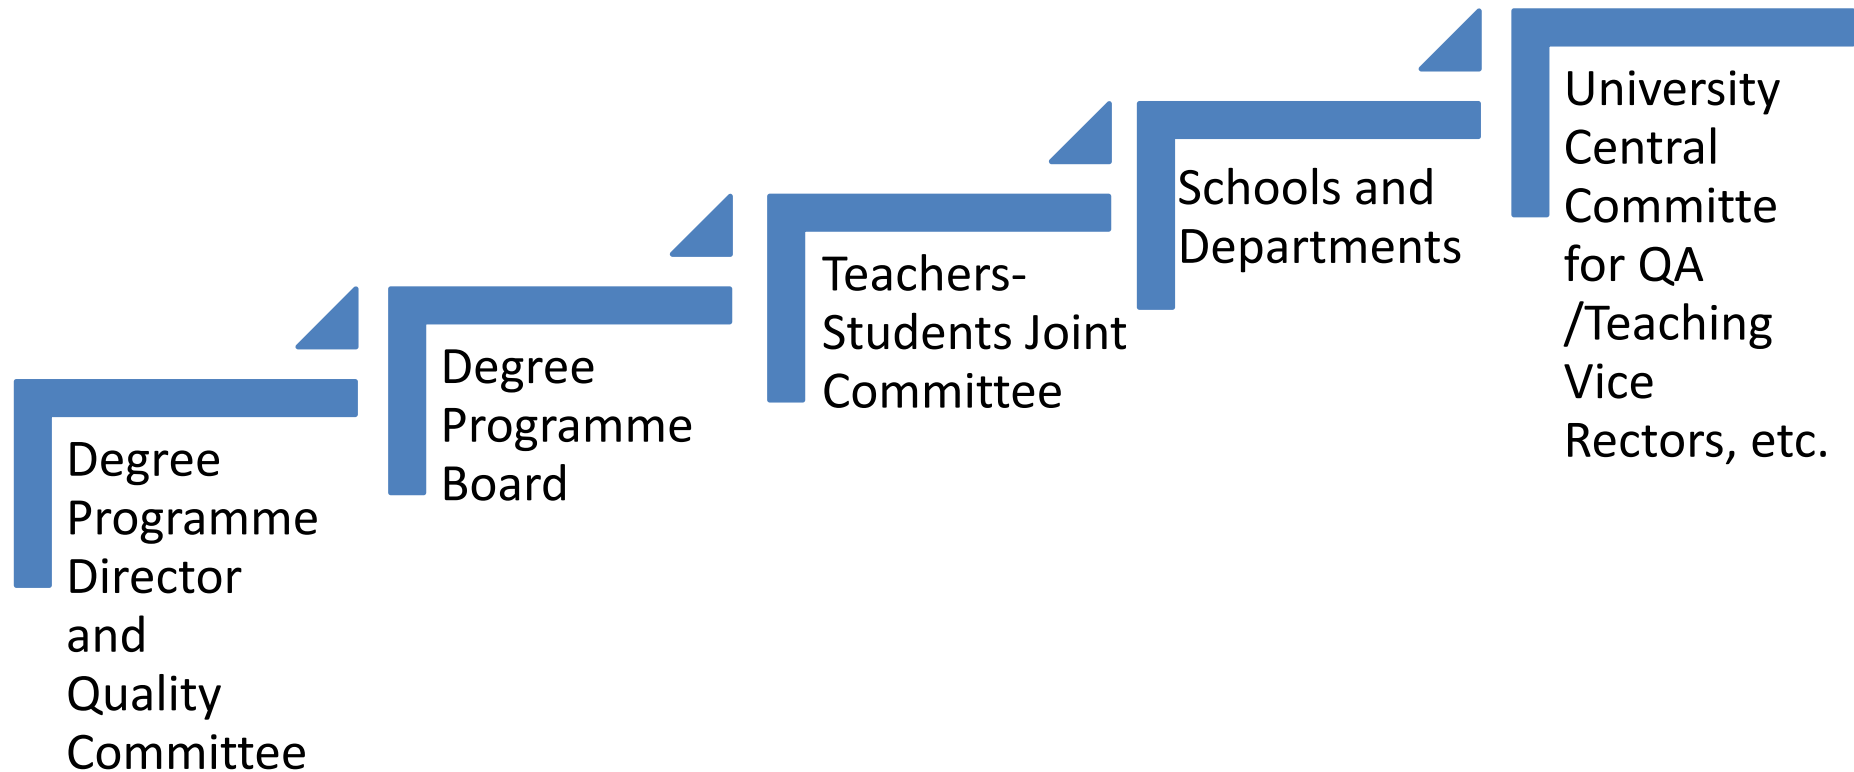 Degree
Programme
Director
and
Quality
Committee
Degree
Programme
Board
Teachers-
Students Joint
Committee
Schools and
Departments
University
Central
Committe
for QA
/Teaching
Vice
Rectors, etc.